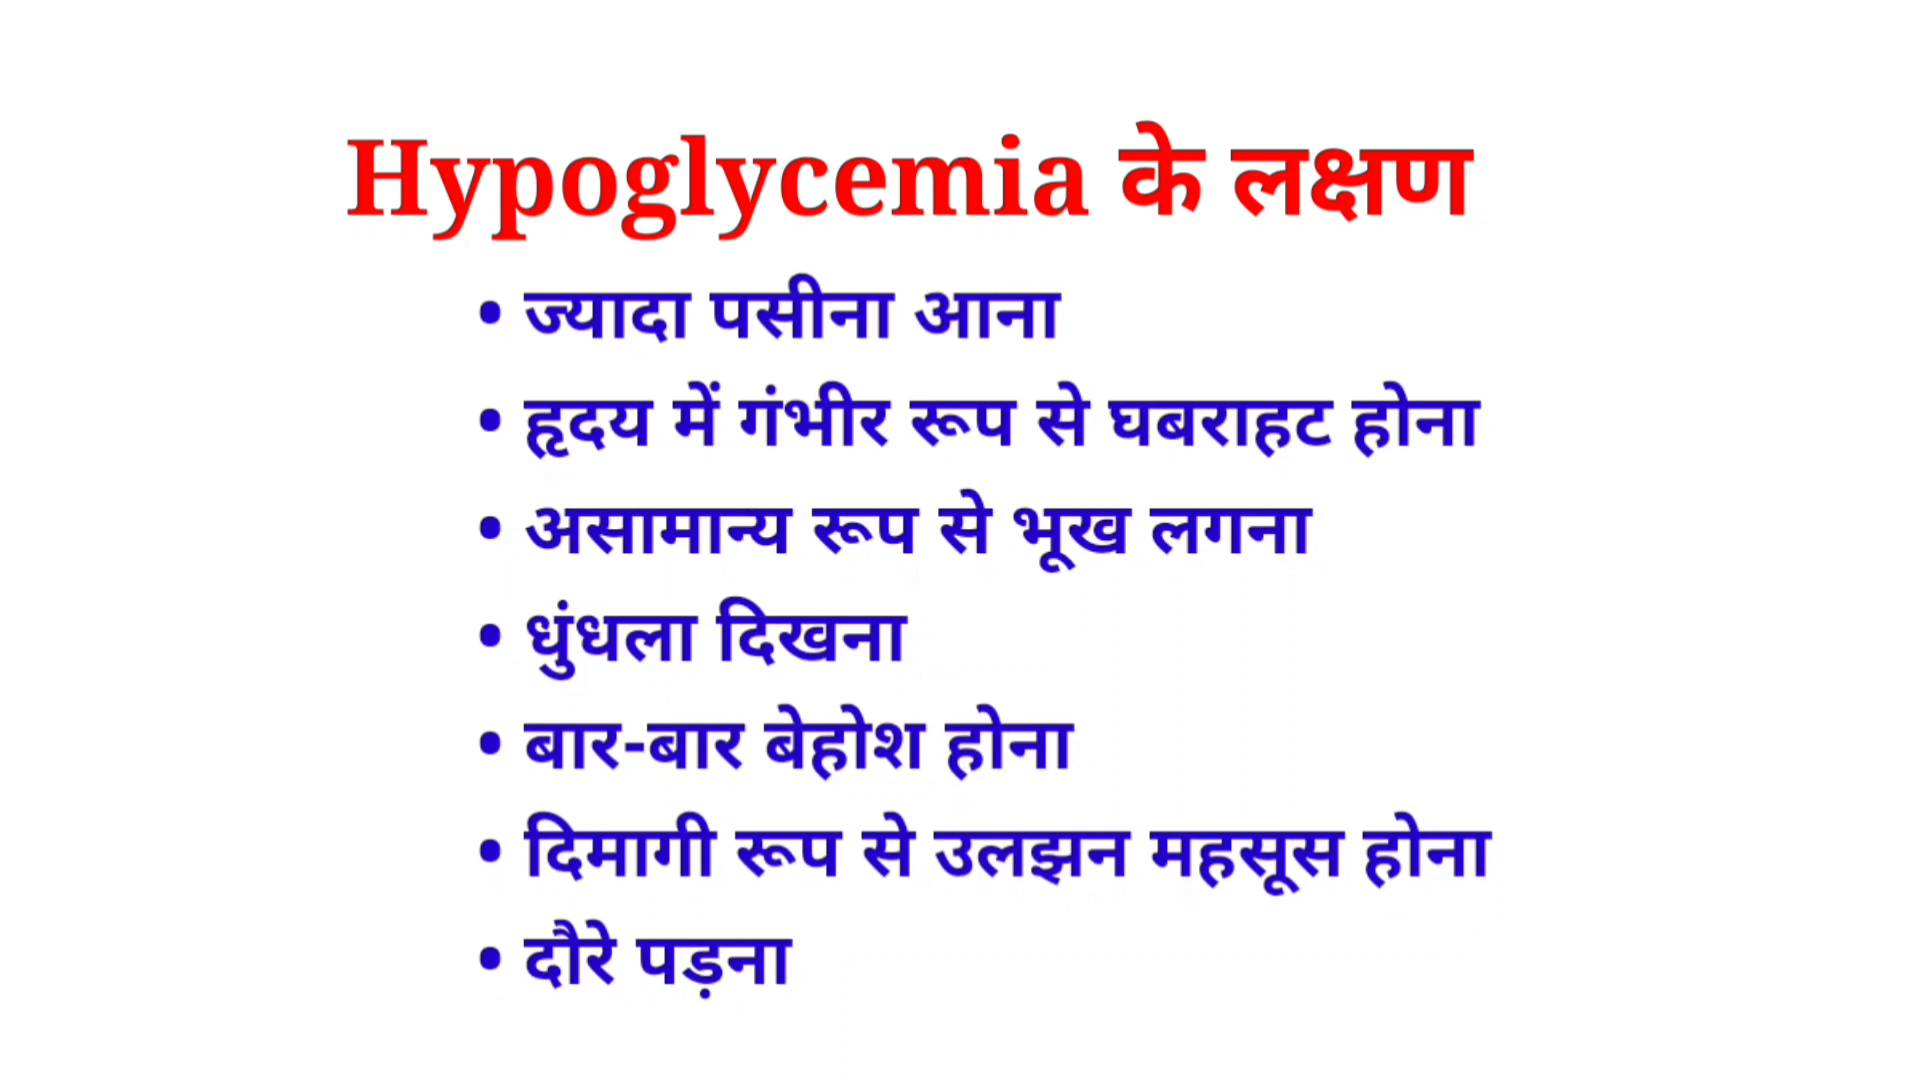 Hypoglycemia के लक्षण
• ज्यादा पसीना आना
• हृदय में गंभीर रूप से घबराहट होना
• असामान्य रूप से भूख लगना
• धुंधला दिखना
• बार-बार बेहोश होना
• दिमागी रूप से उलझन महसूस होना
• दौरे पड़ना